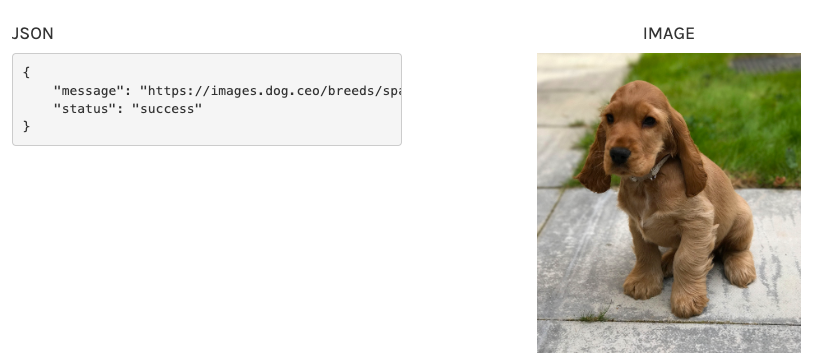 JSON
IMAGE
{
    "message": "https://images.dog.ceo/breeds/spa
    "status": "success"
}